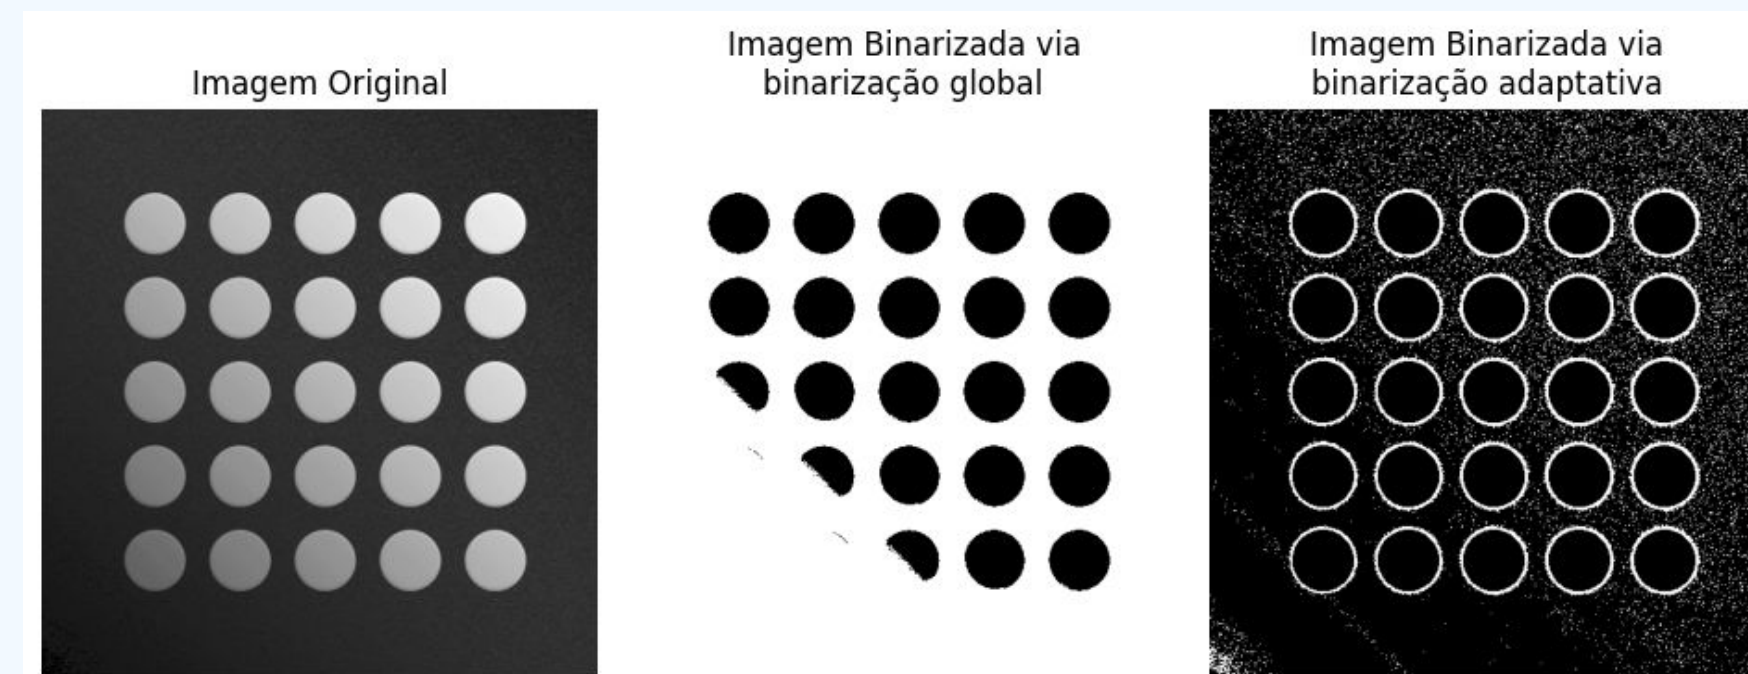 Imagem Original
Imagem Binarizada via
binarização global
Imagem Binarizada via
binarização adaptativa